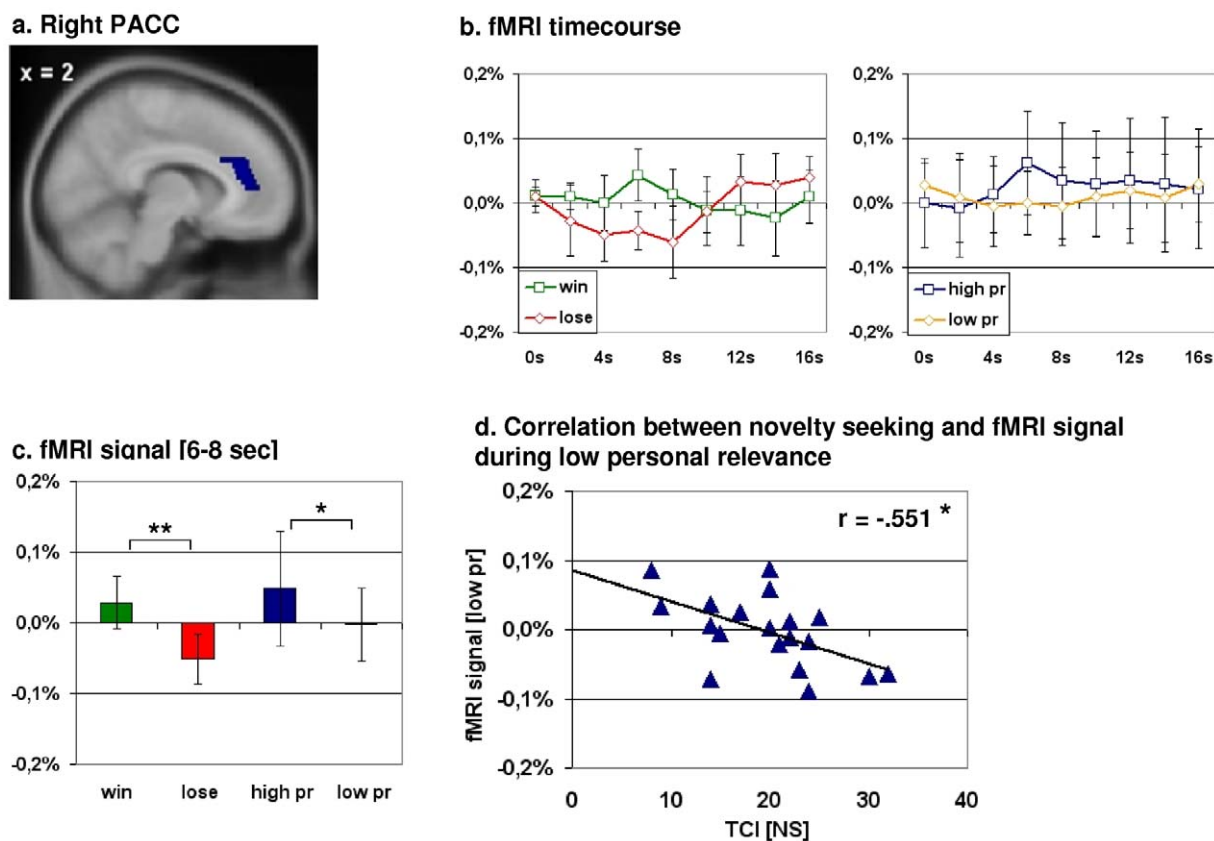 a. Right PACC
x = 2
b. fMRI timecourse
0,2%
0,1%
0,0%
-0,1%
-0,2%
win
lose
0s 4s 8s 12s 16s
0,2%
0,1%
0,0%
-0,1%
-0,2%
high pr
low pr
0s 4s 8s 12s 16s
c. fMRI signal [6-8 sec]
0,2%
0,1%
0,0%
-0,1%
-0,2%
**
*
win lose high pr low pr
d. Correlation between novelty seeking and fMRI signal
during low personal relevance
r = -.551 *
fMRI signal [low pr]
0,2%
0,1%
0,0%
-0,1%
-0,2%
0 10 20 30 40
TCI [NS]